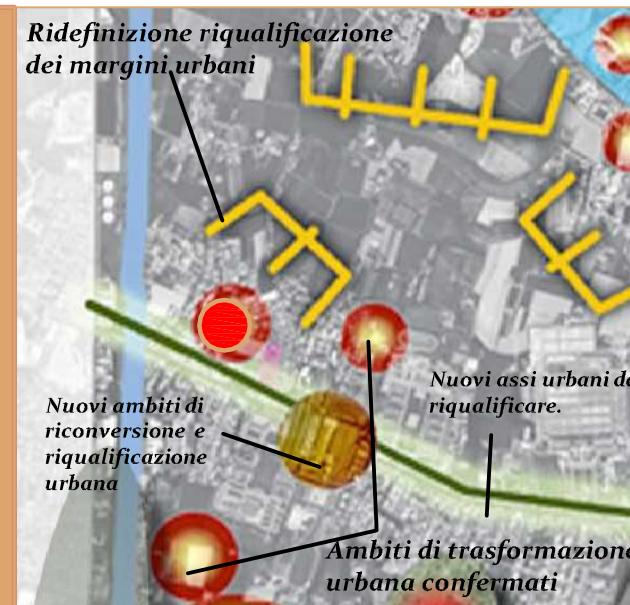 Ridefinizione riqualificazione
dei margini urbani
Nuovi assi urbani da
riqualificare.
Nuovi ambiti di
riconversione e
riqualificazione
urbana
Ambiti di trasformazione
urbana confermati